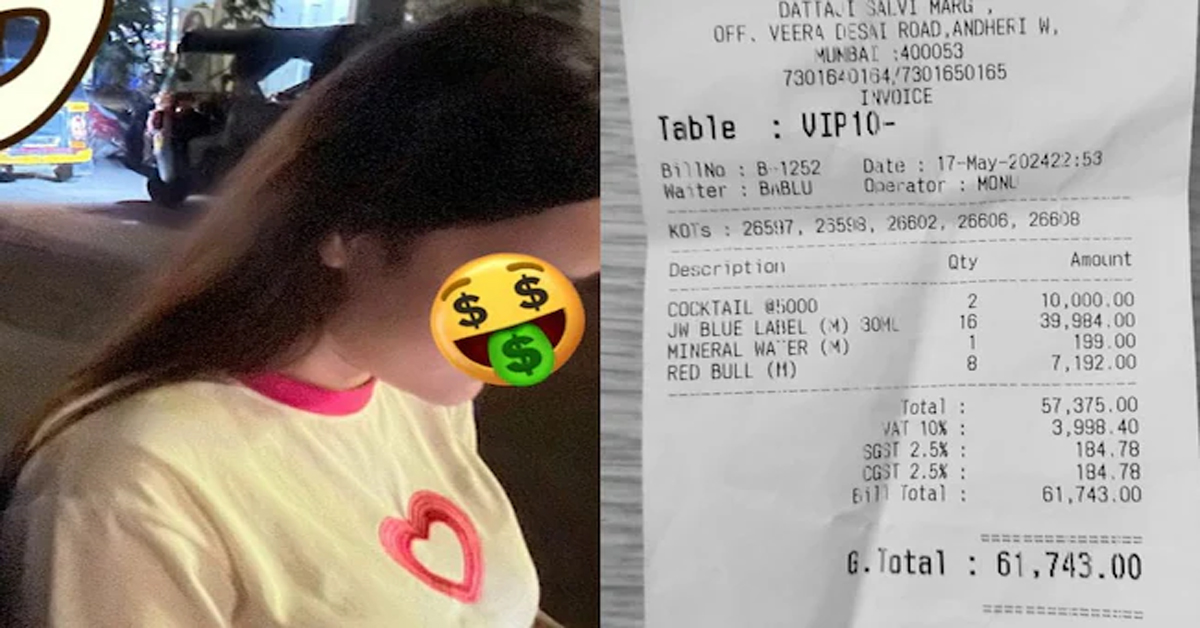 DATTAJI SALVI MARG ,
OFF. VEERA DESAI ROAD,ANDHERI W,
MUMBAI :400053
7301640164/7301650165
INVOICE
Table : VIP10-
BillNo : B-1252 Date : 17-May-202422:53
Waiter : BABLU Operator : MONU
KOTs : 26597, 26598, 26602, 26606, 26608
Description Qty Amount
COCKTAIL @5000 2 10,000.00
JW BLUE LABEL (M) 30ML 16 39,984.00
MINERAL WATER (M) 1 199.00
RED BULL (M) 8 7,192.00
Total : 57,375.00
VAT 10% : 3,998.40
SGST 2.5% : 184.78
CGST 2.5% : 184.78
Bill Total : 61,743.00
G.Total : 61,743.00